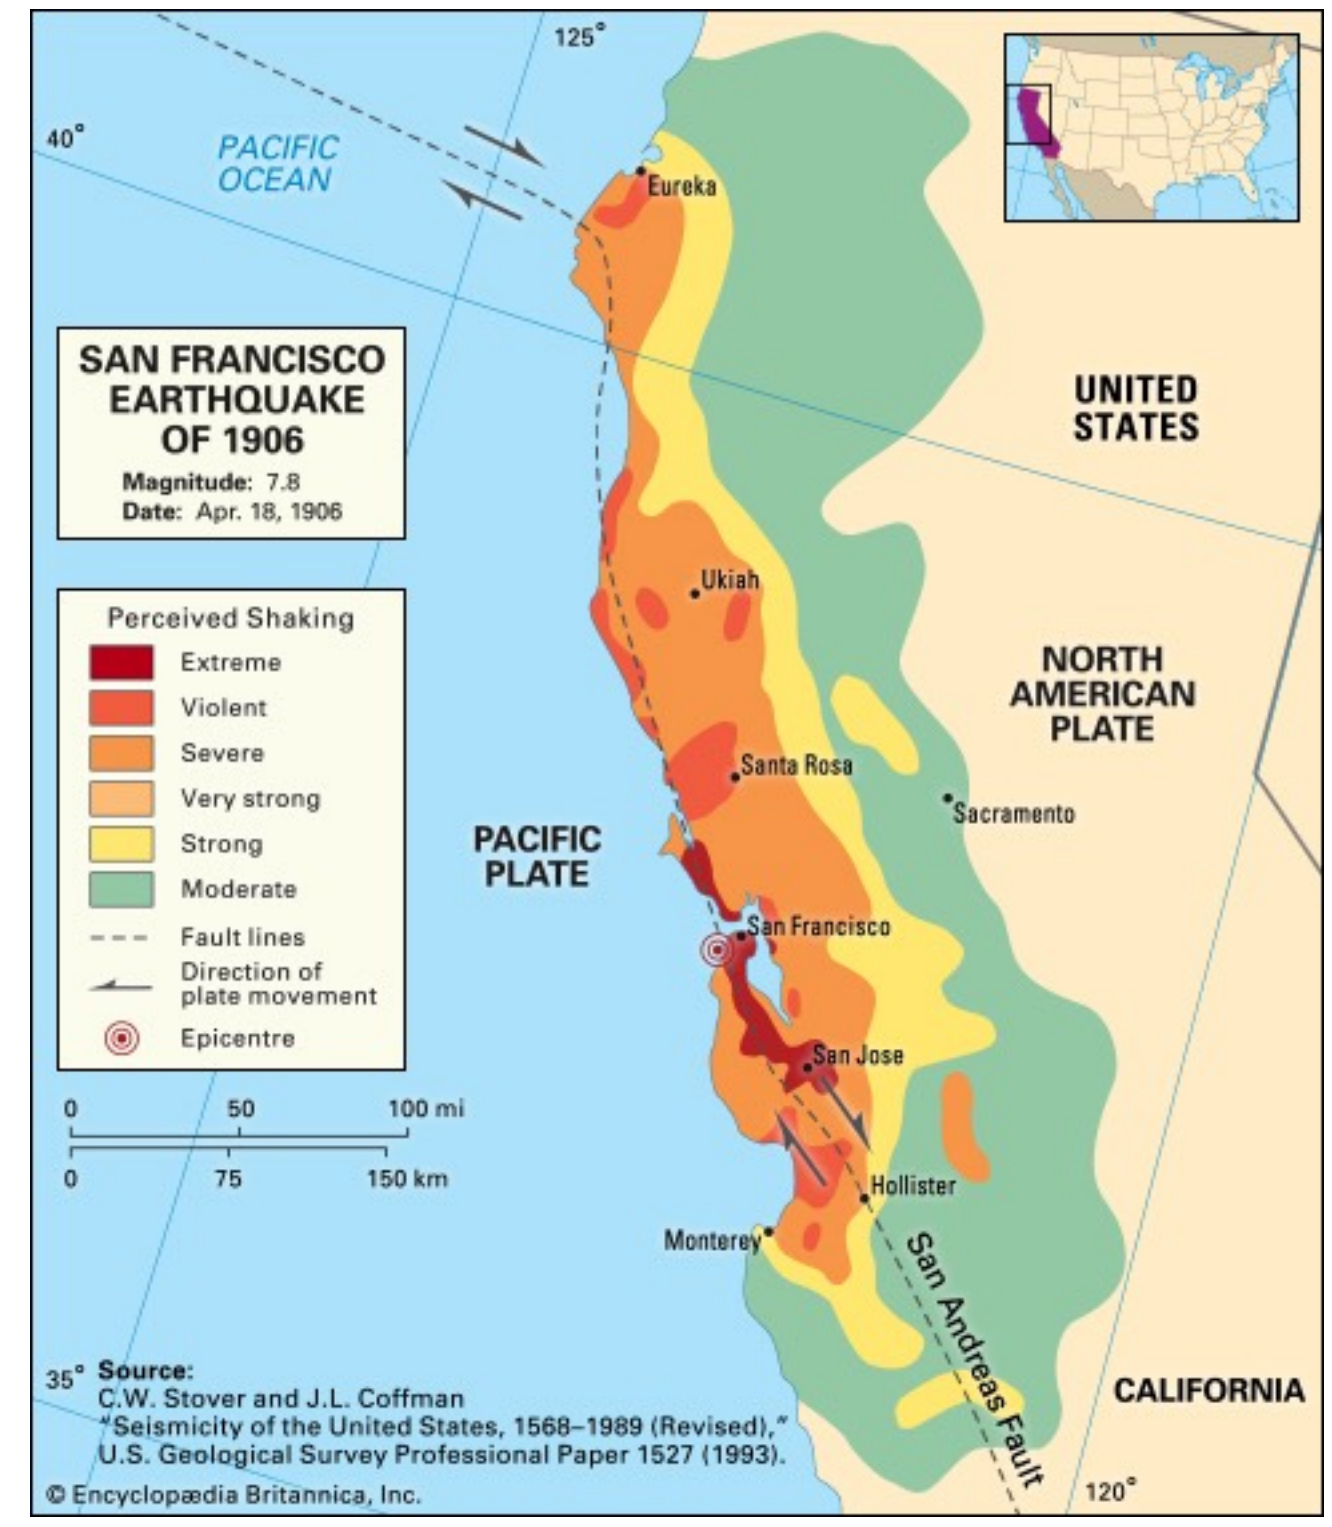 125°
40°
PACIFIC
OCEAN
Eureka
SAN FRANCISCO
EARTHQUAKE
OF 1906
Magnitude: 7.8
Date: Apr. 18, 1906
UNITED
STATES
Ukiah
Perceived Shaking
Extreme
Violent
Severe
Very strong
Strong
Moderate
Fault lines
Direction of
plate movement
Epicentre
NORTH
AMERICAN
PLATE
Santa Rosa
Sacramento
PACIFIC
PLATE
San Francisco
San Jose
0 50 100 mi
0 75 150 km
Hollister
Monterey
San Andreas Fault
CALIFORNIA
35°
Source:
C.W. Stover and J.L. Coffman
"Seismicity of the United States, 1568–1989 (Revised),"
U.S. Geological Survey Professional Paper 1527 (1993).
© Encyclopædia Britannica, Inc.
120°